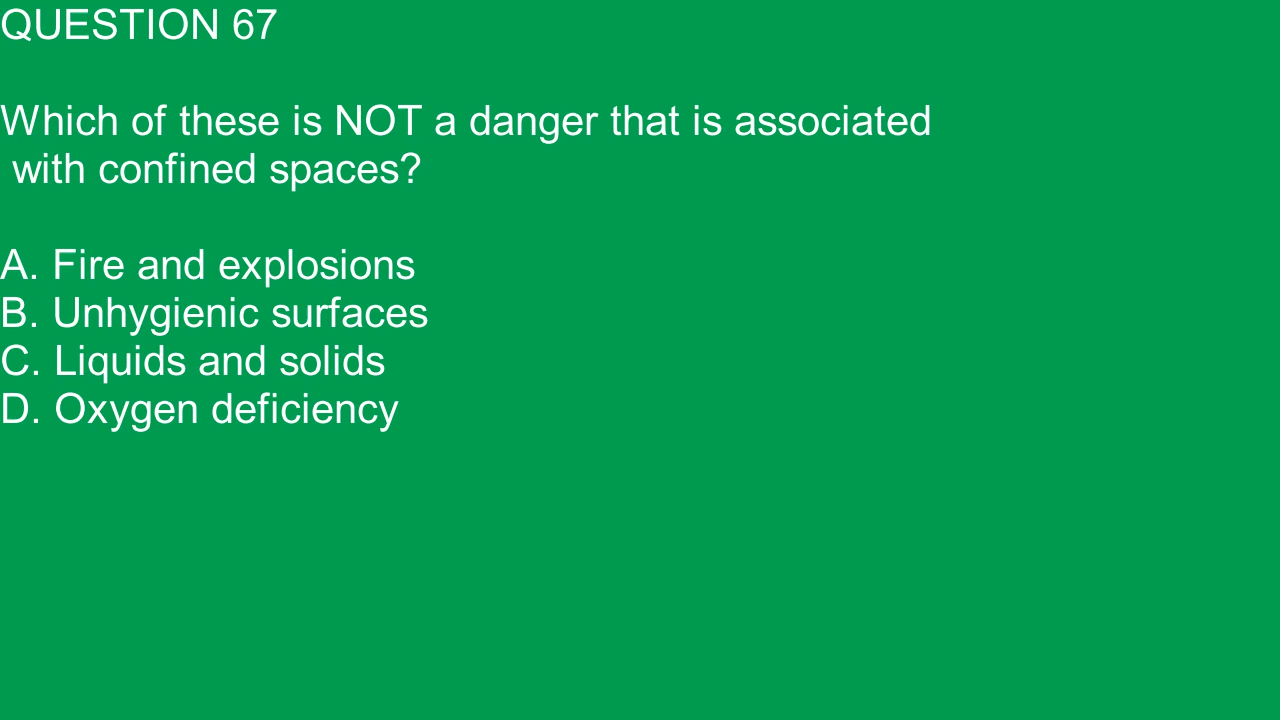 QUESTION 67
Which of these is NOT a danger that is associated
with confined spaces?
A. Fire and explosions
B. Unhygienic surfaces
C. Liquids and solids
D. Oxygen deficiency